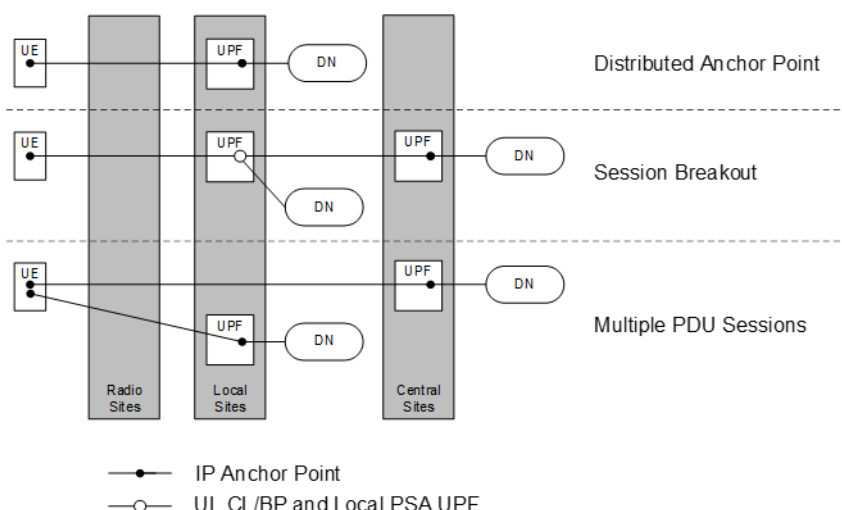 UE
UPF
DN
Distributed Anchor Point
UE
UPF
UPF
DN
Session Breakout
DN
UE
UPF
DN
UPF
DN
Multiple PDU Sessions
Radio
Sites
Local
Sites
Central
Sites
IP Anchor Point
UL CL/BP and Local PSA UPF